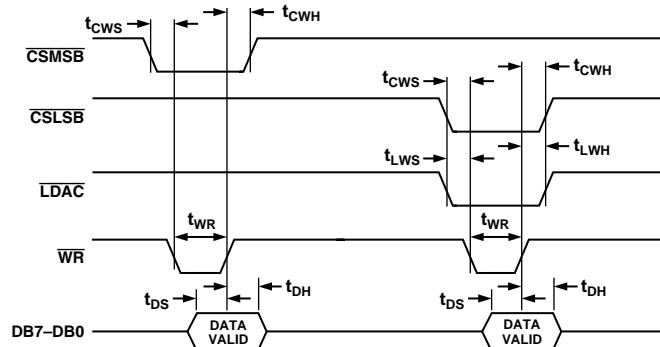 tCWS
tCWH
CSMSB
tCWS
tCWH
CSLSB
tLWS
tLWH
LDAC
tWR
tWR
WR
tDS
tDH
tDS
tDH
DB7–DB0
DATA
VALID
DATA
VALID